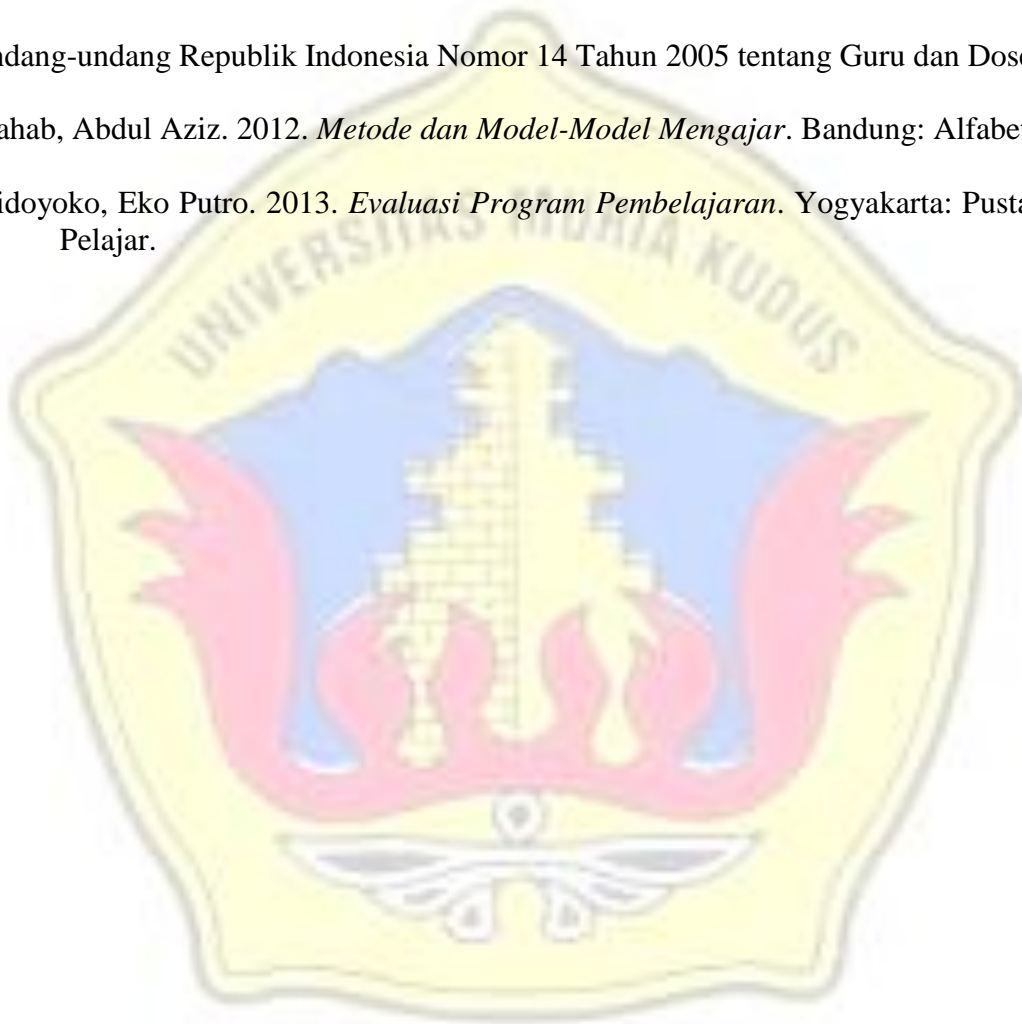 ndang-undang Republik Indonesia Nomor 14 Tahun 2005 tentang Guru dan Dos
ahab, Abdul Aziz. 2012. Metode dan Model-Model Mengajar. Bandung: Alfabe
idoyoko, Eko Putro. 2013. Evaluasi Program Pembelajaran. Yogyakarta: Pusta
Pelajar.
UNIVERSITAS MURIA KUDUS